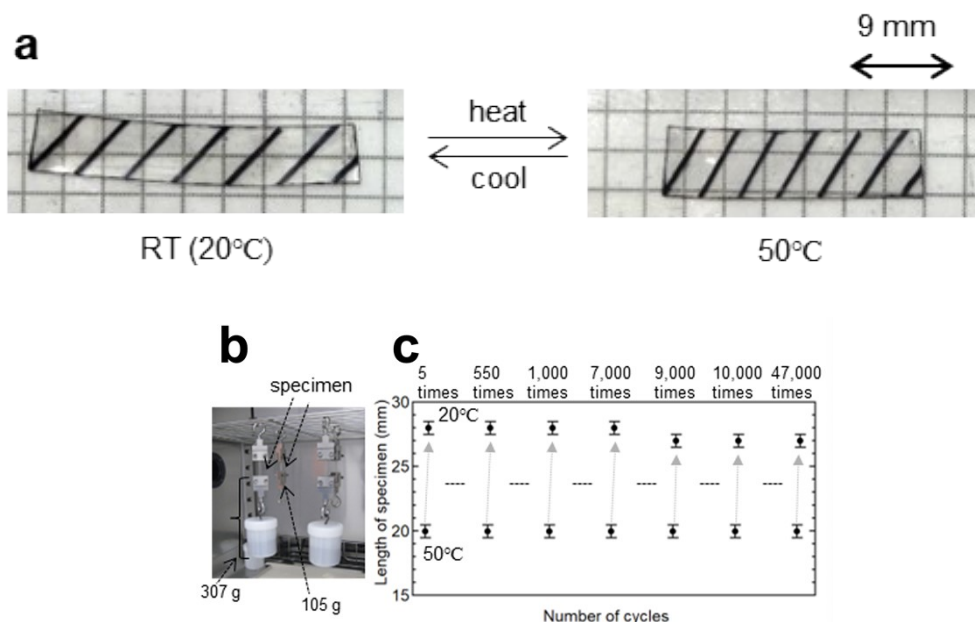 a
9 mm
heat
cool
RT (20°C)
50°C
b
specimen
307 g
105 g
c
5 times
550 times
1,000 times
7,000 times
9,000 times
10,000 times
47,000 times
Length of specimen (mm)
30
25
20
15
20°C
50°C
Number of cycles